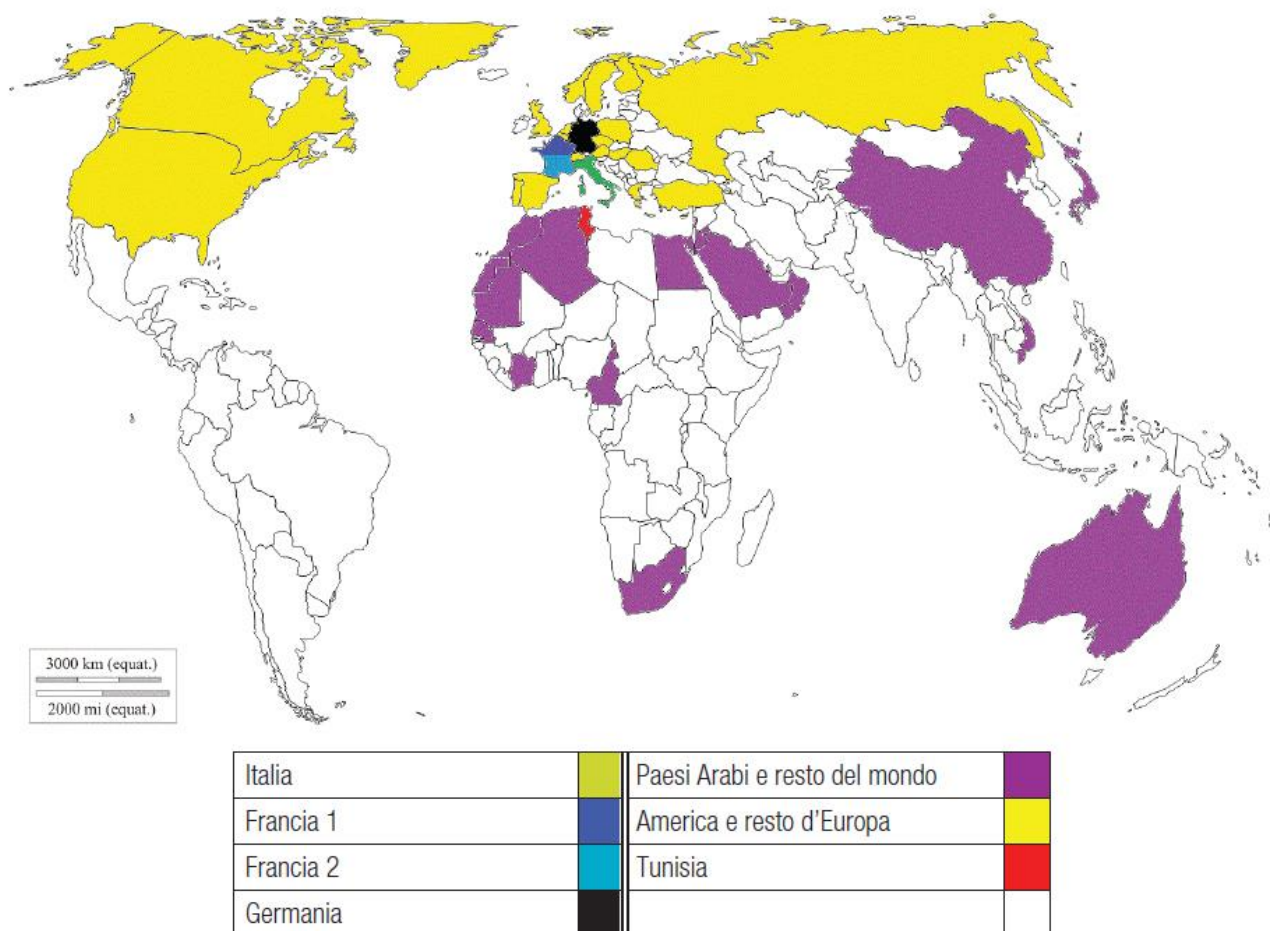 3000 km (equat.)
2000 mi (equat.)
Italia
Paesi Arabi e resto del mondo
Francia 1
America e resto d’Europa
Francia 2
Tunisia
Germania